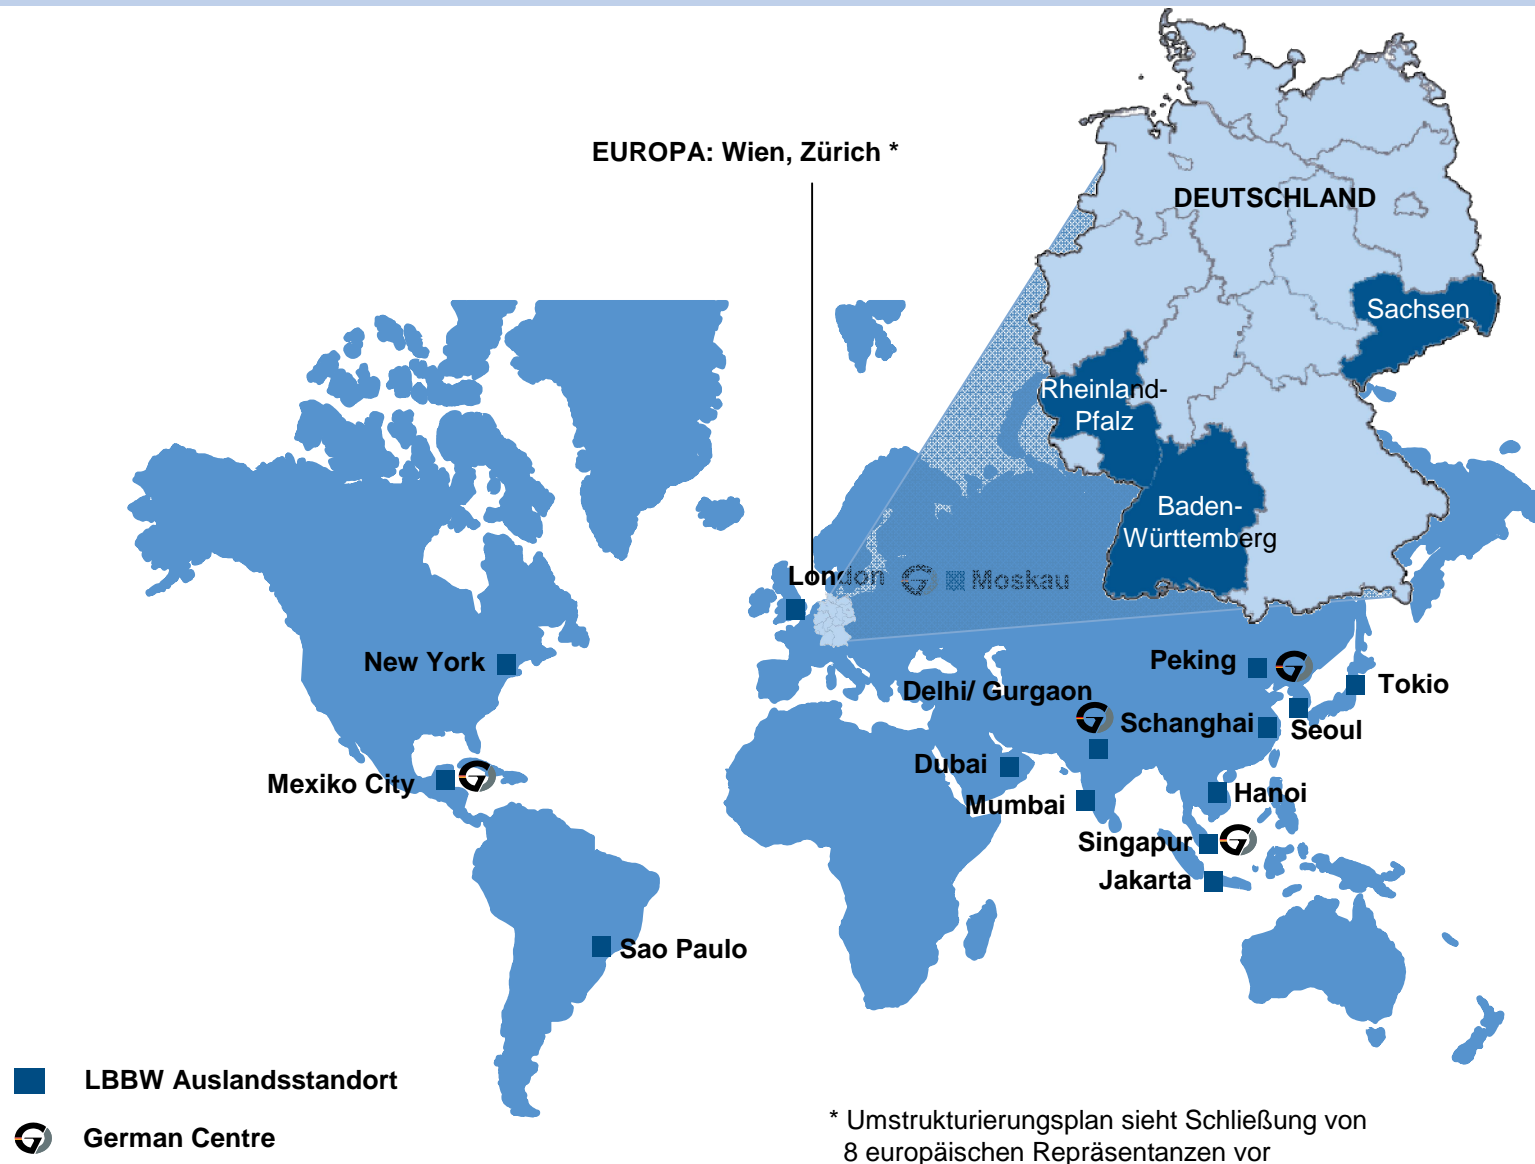 EUROPA: Wien, Zürich *
DEUTSCHLAND
Sachsen
Rheinland-
Pfalz
Baden-
Württemberg
London
Moskau
New York
Peking
Tokio
Delhi/ Gurgaon
Schanghai
Seoul
Dubai
Mexiko City
Mumbai
Hanoi
Singapur
Jakarta
Sao Paulo
LBBW Auslandsstandort
German Centre
* Umstrukturierungsplan sieht Schließung von
8 europäischen Repräsentanzen vor